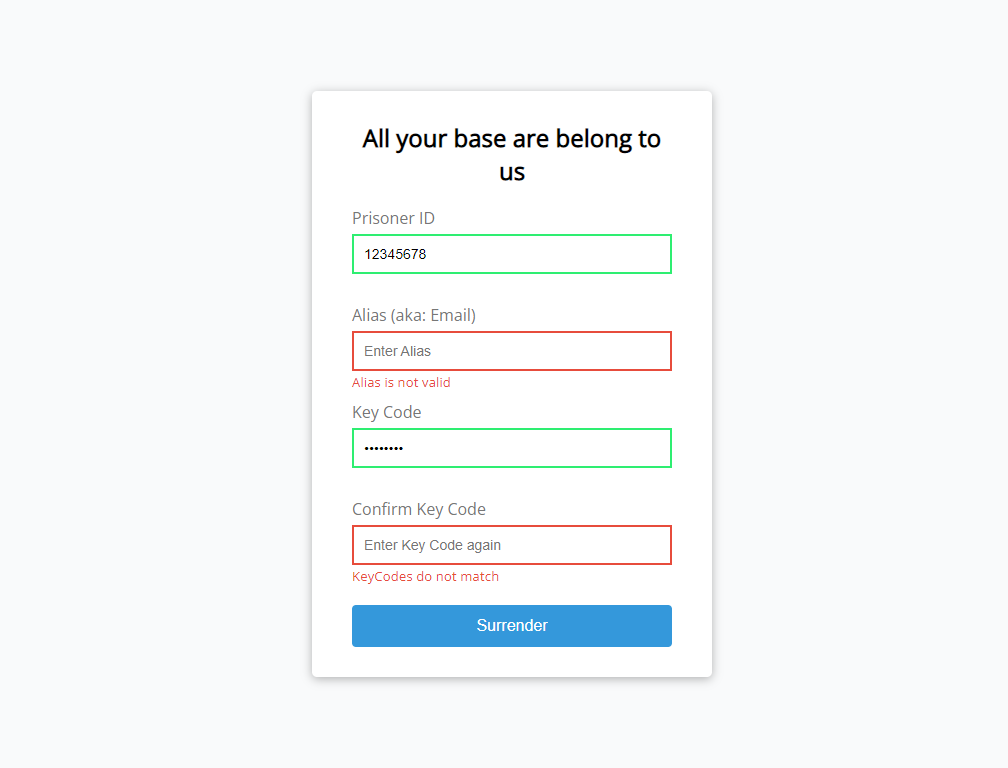 All your base are belong to
us
Prisoner ID
12345678
Alias (aka: Email)
Enter Alias
Alias is not valid
Key Code
••••••••
Confirm Key Code
Enter Key Code again
KeyCodes do not match
Surrender